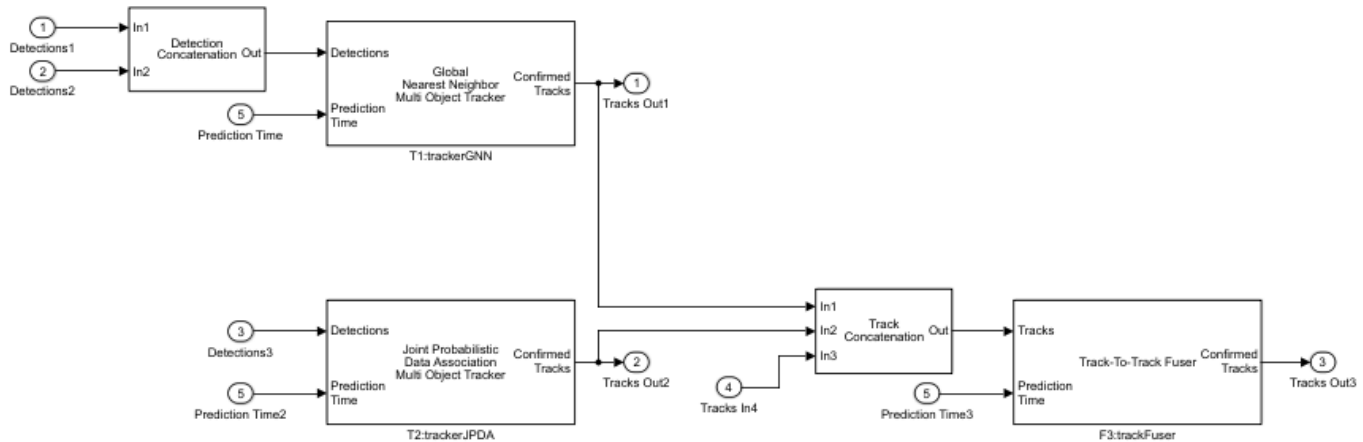 1
Detections1
2
Detections2
In1
In2
Detection
Concatenation
Out
5
Prediction Time
Detections
Prediction
Time
Global
Nearest Neighbor
Multi Object Tracker
Confirmed
Tracks
T1:trackerGNN
1
Tracks Out1
3
Detections3
5
Prediction Time2
Detections
Prediction
Time
Joint Probabilistic
Data Association
Multi Object Tracker
Confirmed
Tracks
T2:trackerJPDA
2
Tracks Out2
4
Tracks In4
In1
In2
In3
Track
Concatenation
Out
5
Prediction Time3
Tracks
Prediction
Time
Track-To-Track Fuser
Confirmed
Tracks
F3:trackFuser
3
Tracks Out3